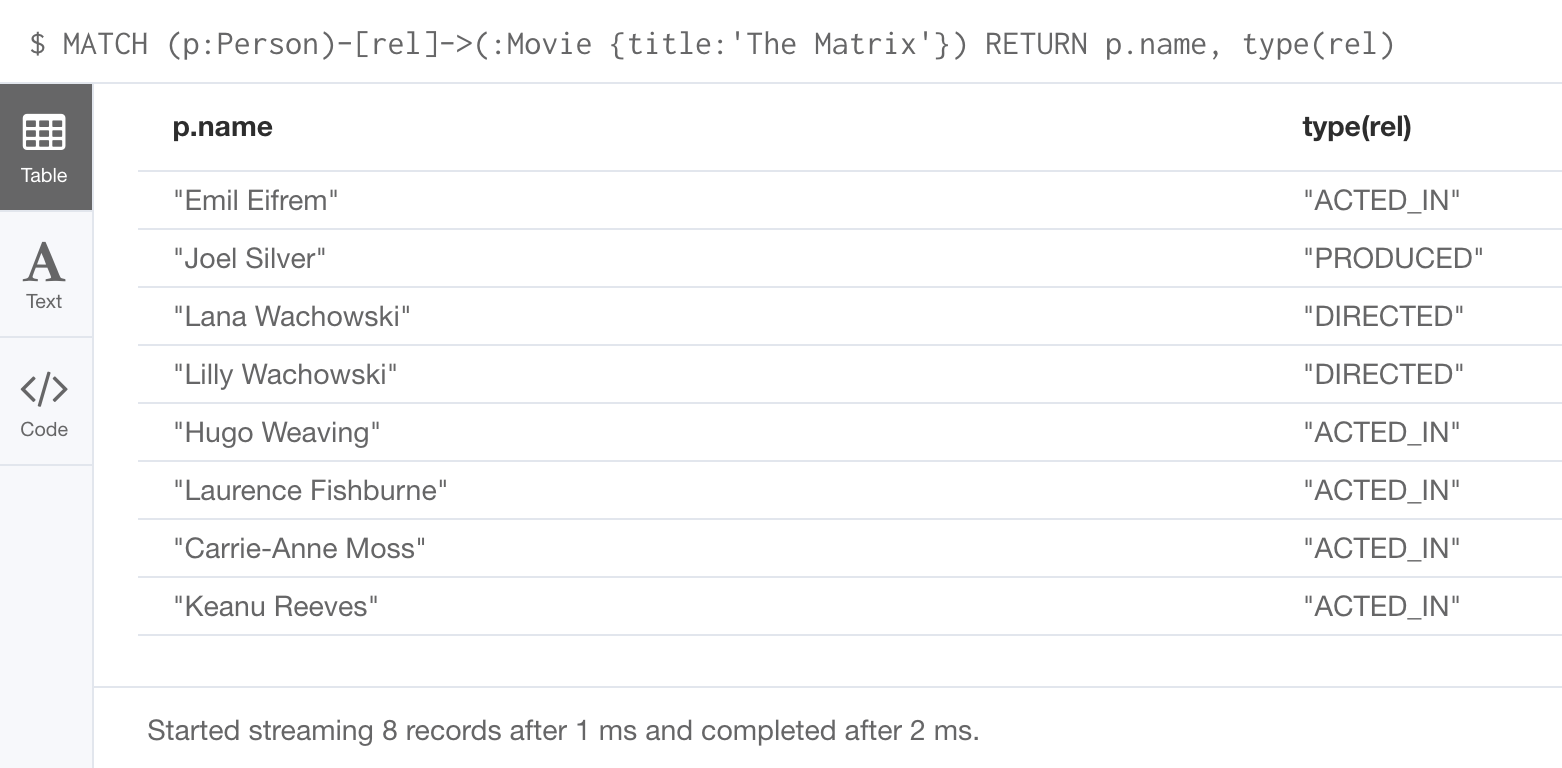 $ MATCH (p:Person)-[rel]->(:Movie {title:'The Matrix'}) RETURN p.name, type(rel)
Table
Text
Code
p.name type(rel)
"Emil Eifrem" "ACTED_IN"
"Joel Silver" "PRODUCED"
"Lana Wachowski" "DIRECTED"
"Lilly Wachowski" "DIRECTED"
"Hugo Weaving" "ACTED_IN"
"Laurence Fishburne" "ACTED_IN"
"Carrie-Anne Moss" "ACTED_IN"
"Keanu Reeves" "ACTED_IN"
Started streaming 8 records after 1 ms and completed after 2 ms.